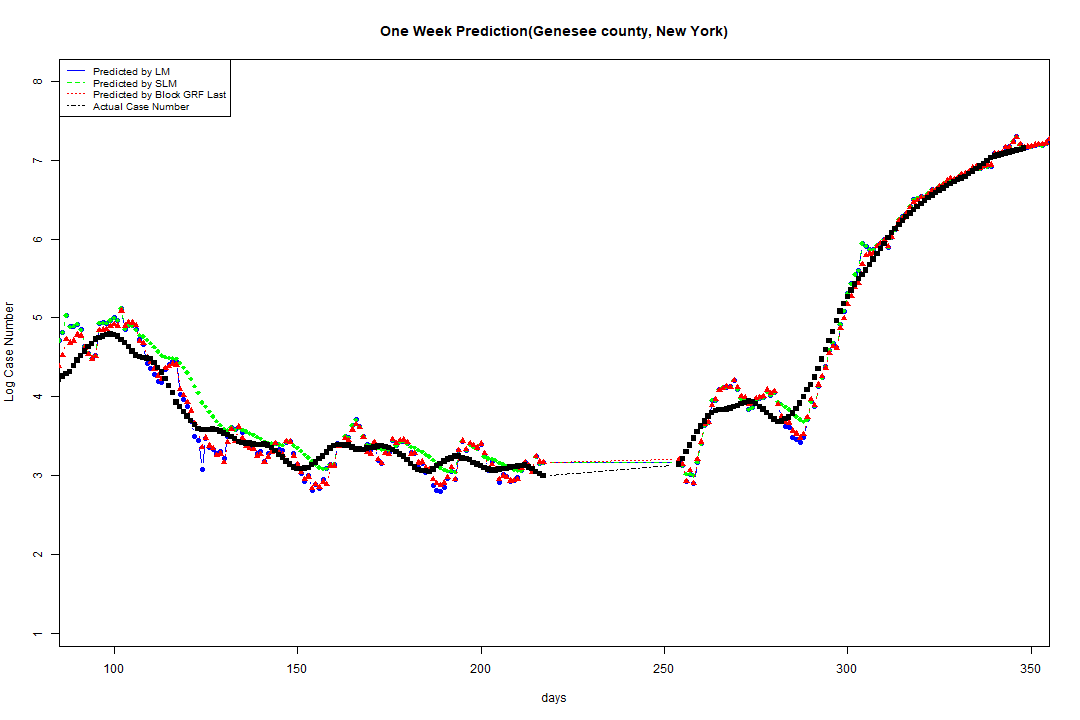 One Week Prediction(Genesee county, New York)
Predicted by LM
Predicted by SLM
Predicted by Block GRF Last
Actual Case Number
Log Case Number
8
7
6
5
4
3
2
1
100 150 200 250 300 350
days